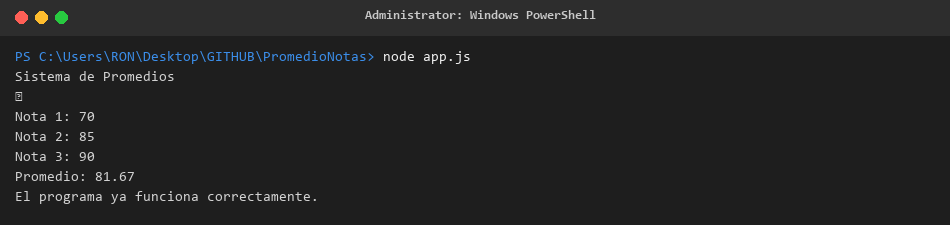 Administrator: Windows PowerShell
PS C:\Users\RON\Desktop\GITHUB\PromedioNotas> node app.js
Sistema de Promedios
Nota 1: 70
Nota 2: 85
Nota 3: 90
Promedio: 81.67
El programa ya funciona correctamente.